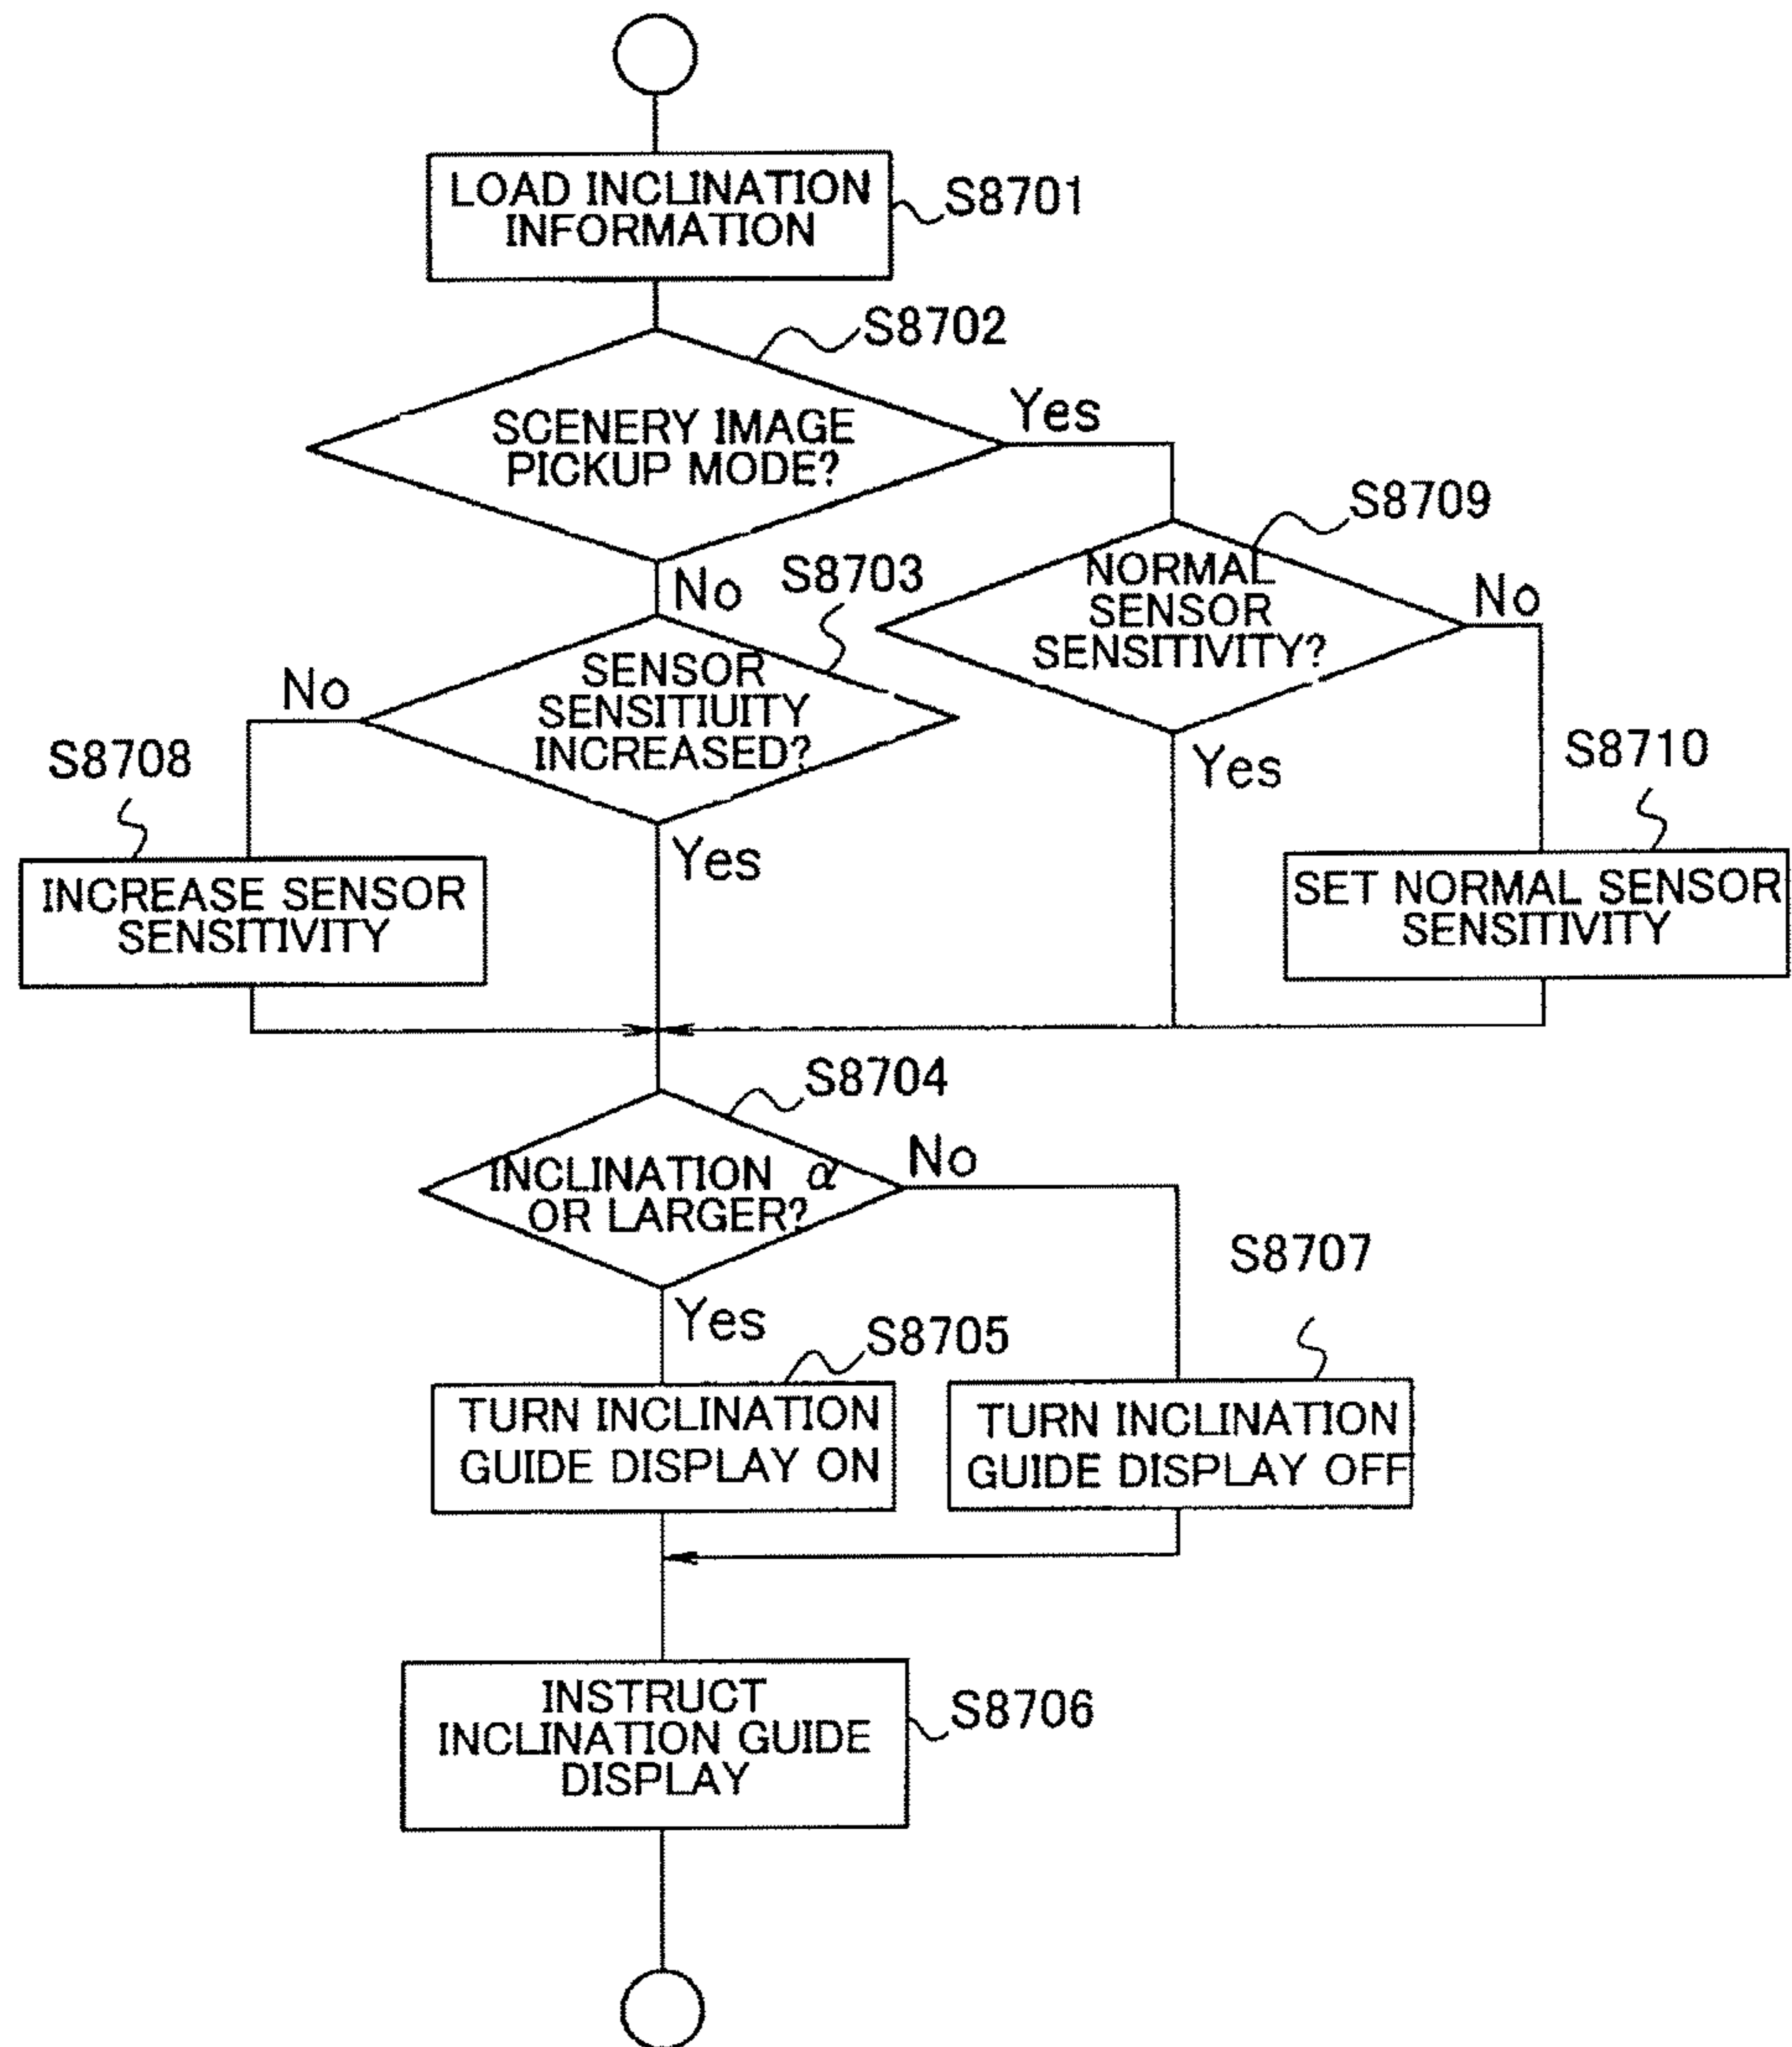 LOAD INCLINATION
INFORMATION
S8701
S8702
SCENERY IMAGE
PICKUP MODE?
Yes
No
S8709
NORMAL
SENSOR
SENSITIVITY?
No
Yes
S8703
SENSOR
SENSITIUITY
INCREASED?
No
Yes
S8708
INCREASE SENSOR
SENSITIVITY
S8710
SET NORMAL SENSOR
SENSITIVITY
S8704
INCLINATION α
OR LARGER?
No
Yes
S8705
TURN INCLINATION
GUIDE DISPLAY ON
S8707
TURN INCLINATION
GUIDE DISPLAY OFF
INSTRUCT
INCLINATION GUIDE
DISPLAY
S8706